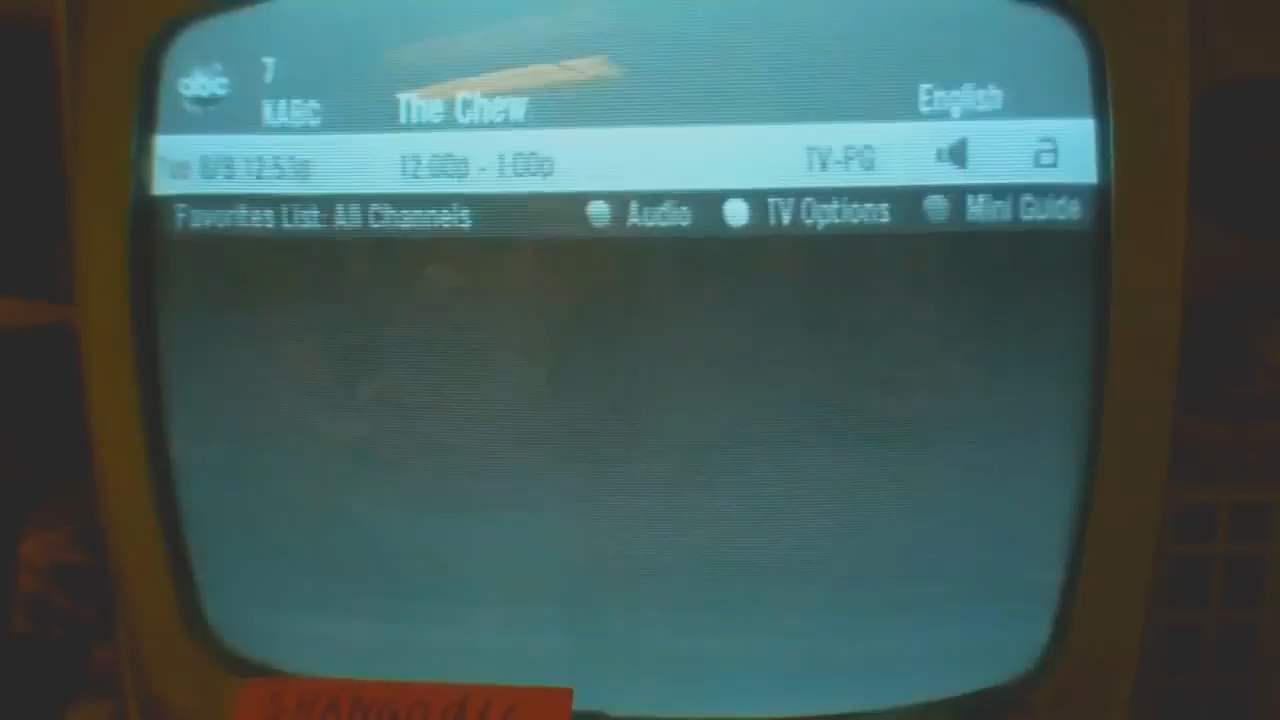 abc
7
KABC
The Chew
English
12:00p - 1:00p
TV-PG
Favorites List: All Channels
Audio
TV Options
Mini Guide